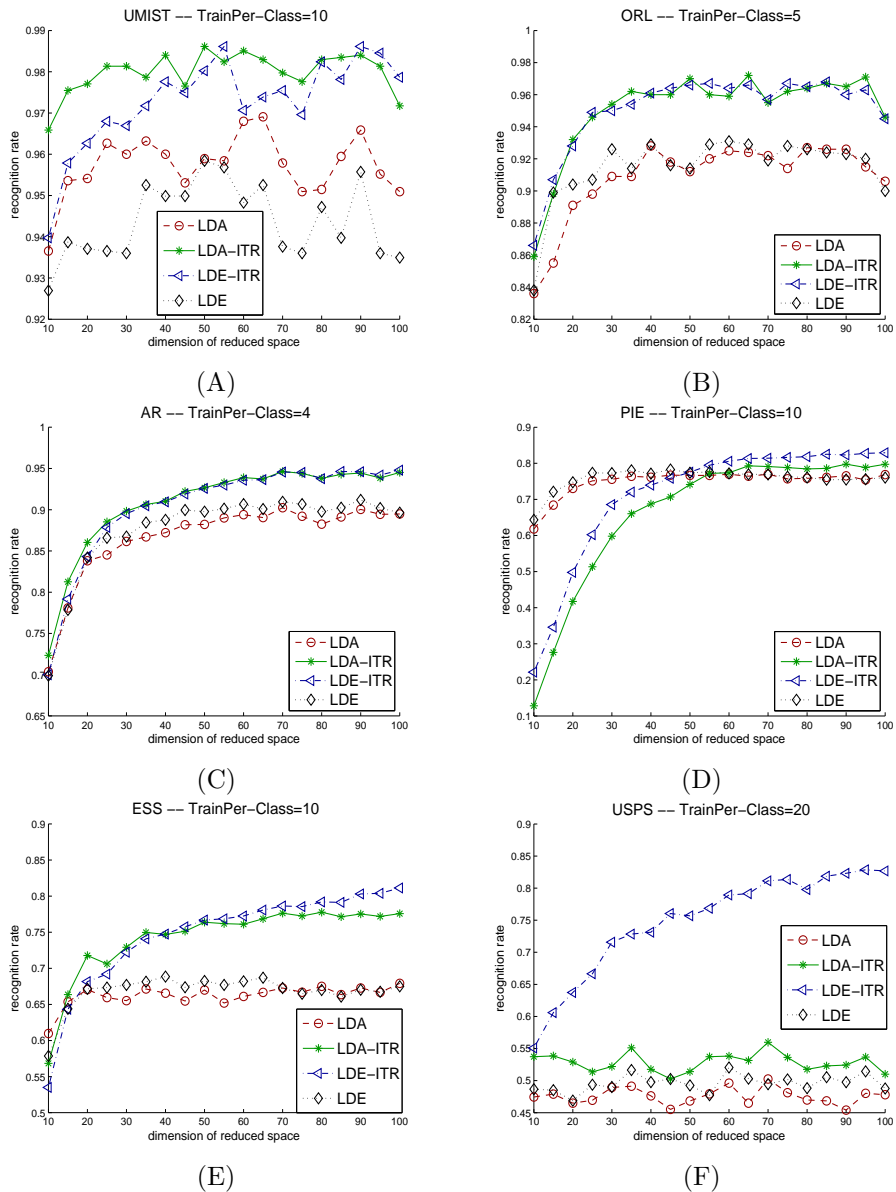 UMIST −− TrainPer−Class=10
0.99
0.98
0.97
0.96
0.95
0.94
0.93
0.92
recognition rate
LDA
LDA−ITR
LDE−ITR
LDE
10 20 30 40 50 60 70 80 90 100
dimension of reduced space
(A)
ORL −− TrainPer−Class=5
1
0.98
0.96
0.94
0.92
0.9
0.88
0.86
0.84
0.82
recognition rate
LDA
LDA−ITR
LDE−ITR
LDE
10 20 30 40 50 60 70 80 90 100
dimension of reduced space
(B)
AR −− TrainPer−Class=4
1
0.95
0.9
0.85
0.8
0.75
0.7
0.65
recognition rate
LDA
LDA−ITR
LDE−ITR
LDE
10 20 30 40 50 60 70 80 90 100
dimension of reduced space
(C)
PIE −− TrainPer−Class=10
0.9
0.8
0.7
0.6
0.5
0.4
0.3
0.2
0.1
recognition rate
LDA
LDA−ITR
LDE−ITR
LDE
10 20 30 40 50 60 70 80 90 100
dimension of reduced space
(D)
ESS −− TrainPer−Class=10
0.9
0.85
0.8
0.75
0.7
0.65
0.6
0.55
0.5
recognition rate
LDA
LDA−ITR
LDE−ITR
LDE
10 20 30 40 50 60 70 80 90 100
dimension of reduced space
(E)
USPS −− TrainPer−Class=20
0.9
0.85
0.8
0.75
0.7
0.65
0.6
0.55
0.5
0.45
recognition rate
LDA
LDA−ITR
LDE−ITR
LDE
10 20 30 40 50 60 70 80 90 100
dimension of reduced space
(F)